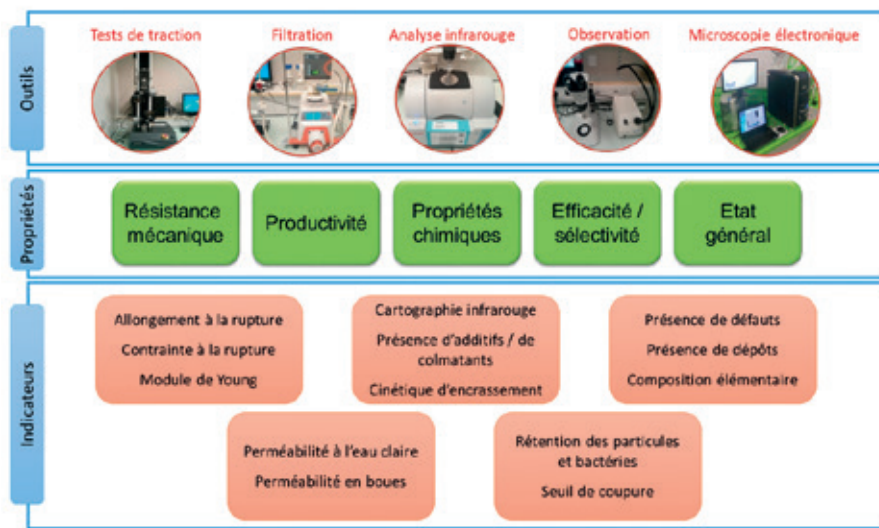 Outils
Tests de traction
Filtration
Analyse infrarouge
Observation
Microscopie électronique
Propriétés
Résistance
mécanique
Productivité
Propriétés
chimiques
Efficacité /
sélectivité
Etat
général
Indicateurs
Allongement à la rupture
Contrainte à la rupture
Module de Young
Cartographie infrarouge
Présence d'additifs / de
colmatants
Cinétique d'encrassement
Présence de défauts
Présence de dépôts
Composition élémentaire
Perméabilité à l'eau claire
Perméabilité en boues
Rétention des particules
et bactéries
Seuil de coupure